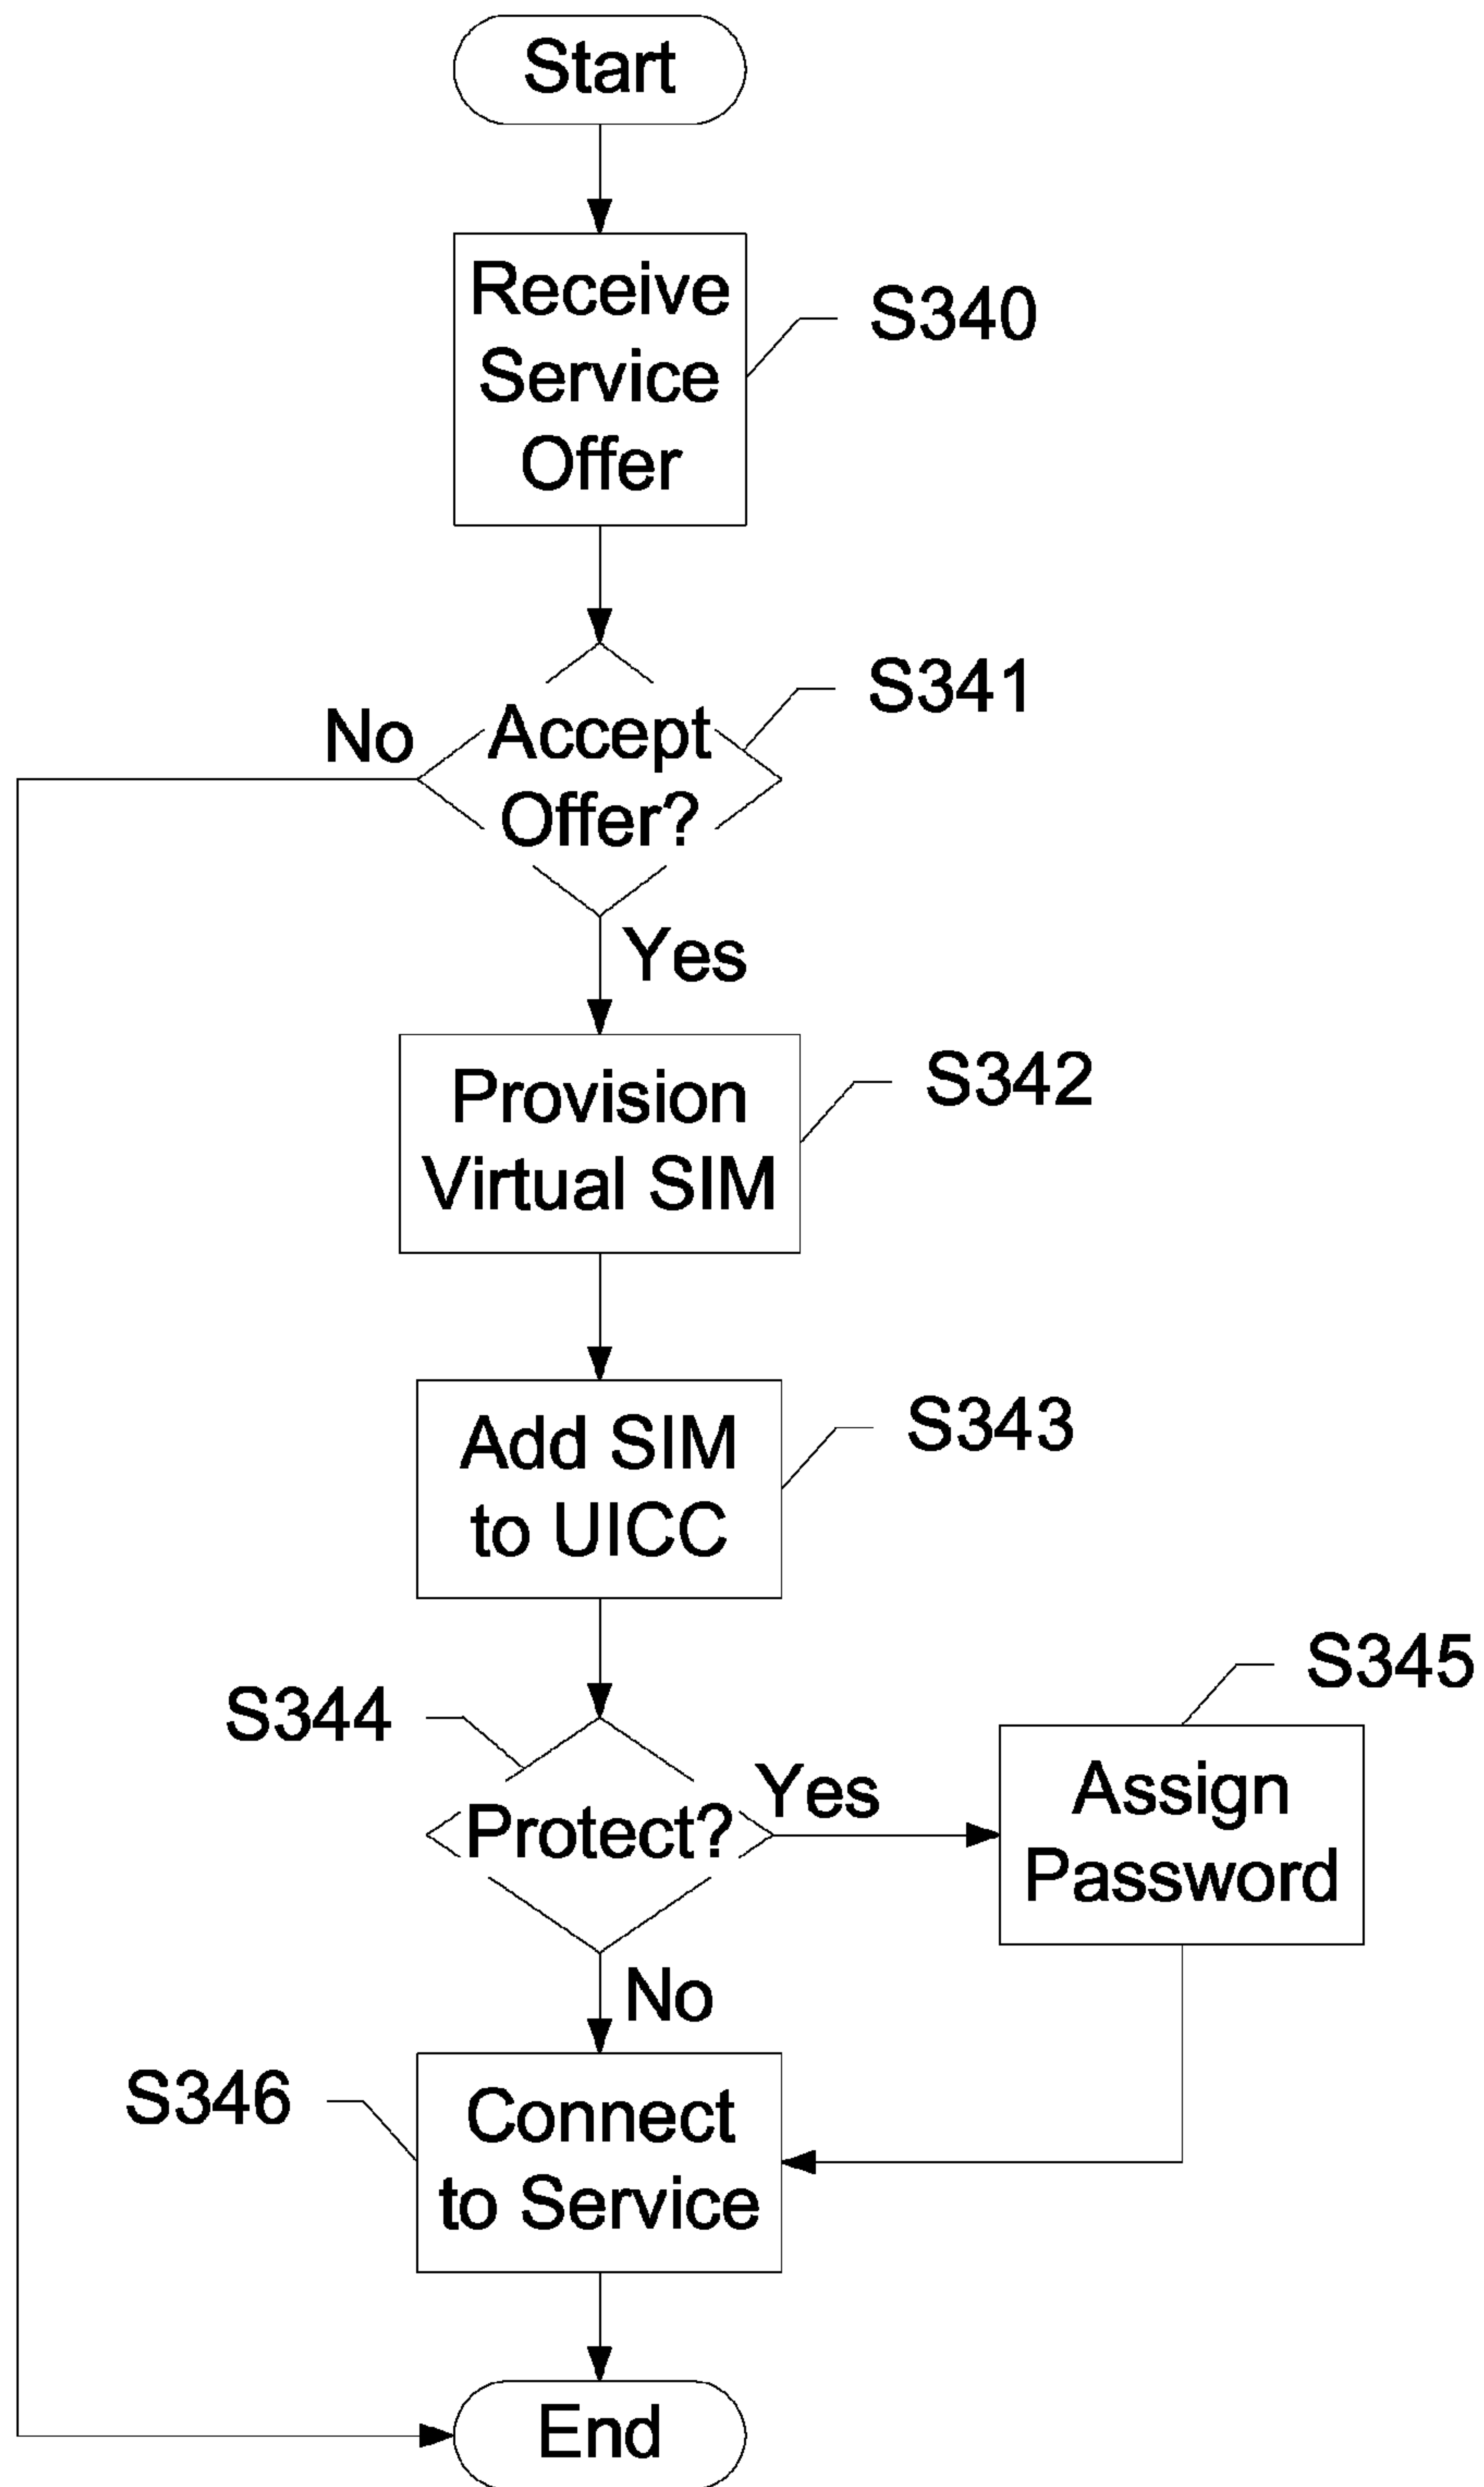 Start
Receive
Service
Offer
S340
S341
No
Accept
Offer?
Yes
Provision
Virtual SIM
S342
Add SIM
to UICC
S343
S344
Protect?
Yes
S345
Assign
Password
No
S346
Connect
to Service
End